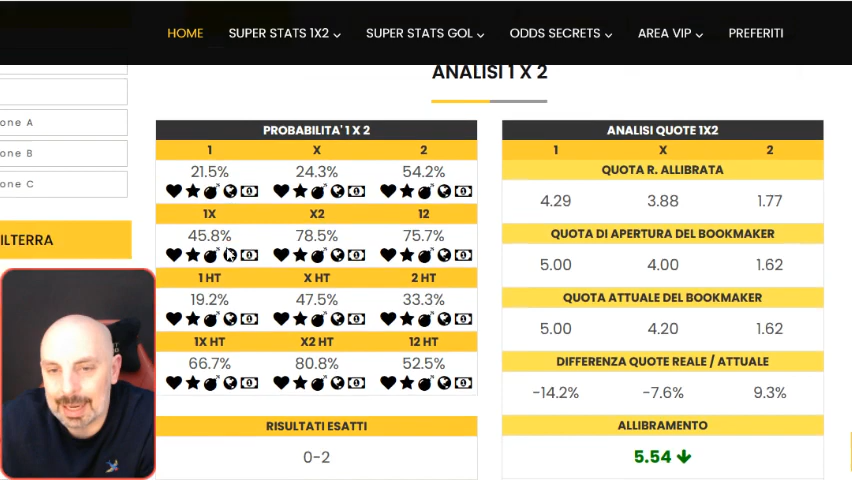 HOME SUPER STATS 1X2 SUPER STATS GOL ODDS SECRETS AREA VIP PREFERITI
ANALISI 1 X 2
one A
one B
one C
ILTERRA
PROBABILITA' 1 X 2
1 X 2
21.5% 24.3% 54.2%
1X X2 12
45.8% 78.5% 75.7%
1 HT X HT 2 HT
19.2% 47.5% 33.3%
1X HT X2 HT 12 HT
66.7% 80.8% 52.5%
RISULTATI ESATTI
0-2
ANALISI QUOTE 1X2
1 X 2
QUOTA R. ALLIBRATA
4.29 3.88 1.77
QUOTA DI APERTURA DEL BOOKMAKER
5.00 4.00 1.62
QUOTA ATTUALE DEL BOOKMAKER
5.00 4.20 1.62
DIFFERENZA QUOTE REALE / ATTUALE
-14.2% -7.6% 9.3%
ALLIBRAMENTO
5.54